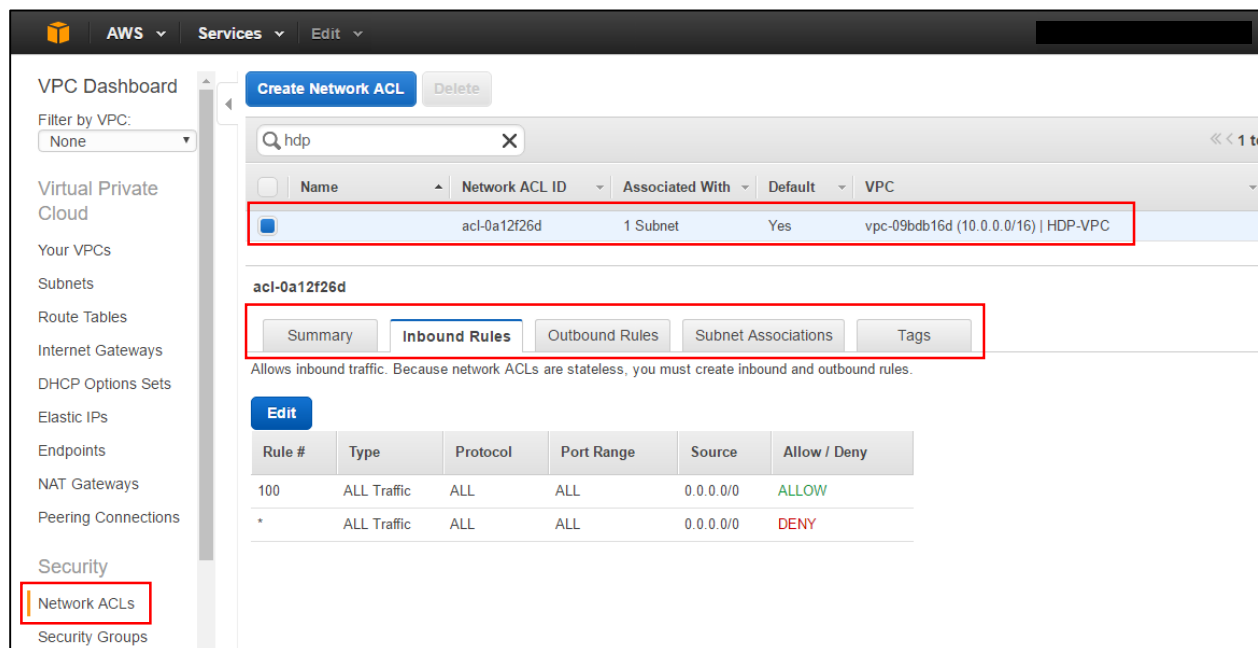 AWS Services Edit
VPC Dashboard
Filter by VPC:
None
Virtual Private
Cloud
Your VPCs
Subnets
Route Tables
Internet Gateways
DHCP Options Sets
Elastic IPs
Endpoints
NAT Gateways
Peering Connections
Security
Network ACLs
Security Groups
Create Network ACL Delete
hdp
1 to
Name Network ACL ID Associated With Default VPC
acl-0a12f26d 1 Subnet Yes vpc-09bdb16d (10.0.0.0/16) | HDP-VPC
acl-0a12f26d
Summary Inbound Rules Outbound Rules Subnet Associations Tags
Allows inbound traffic. Because network ACLs are stateless, you must create inbound and outbound rules.
Edit
Rule # Type Protocol Port Range Source Allow / Deny
100 ALL Traffic ALL ALL 0.0.0.0/0 ALLOW
* ALL Traffic ALL ALL 0.0.0.0/0 DENY